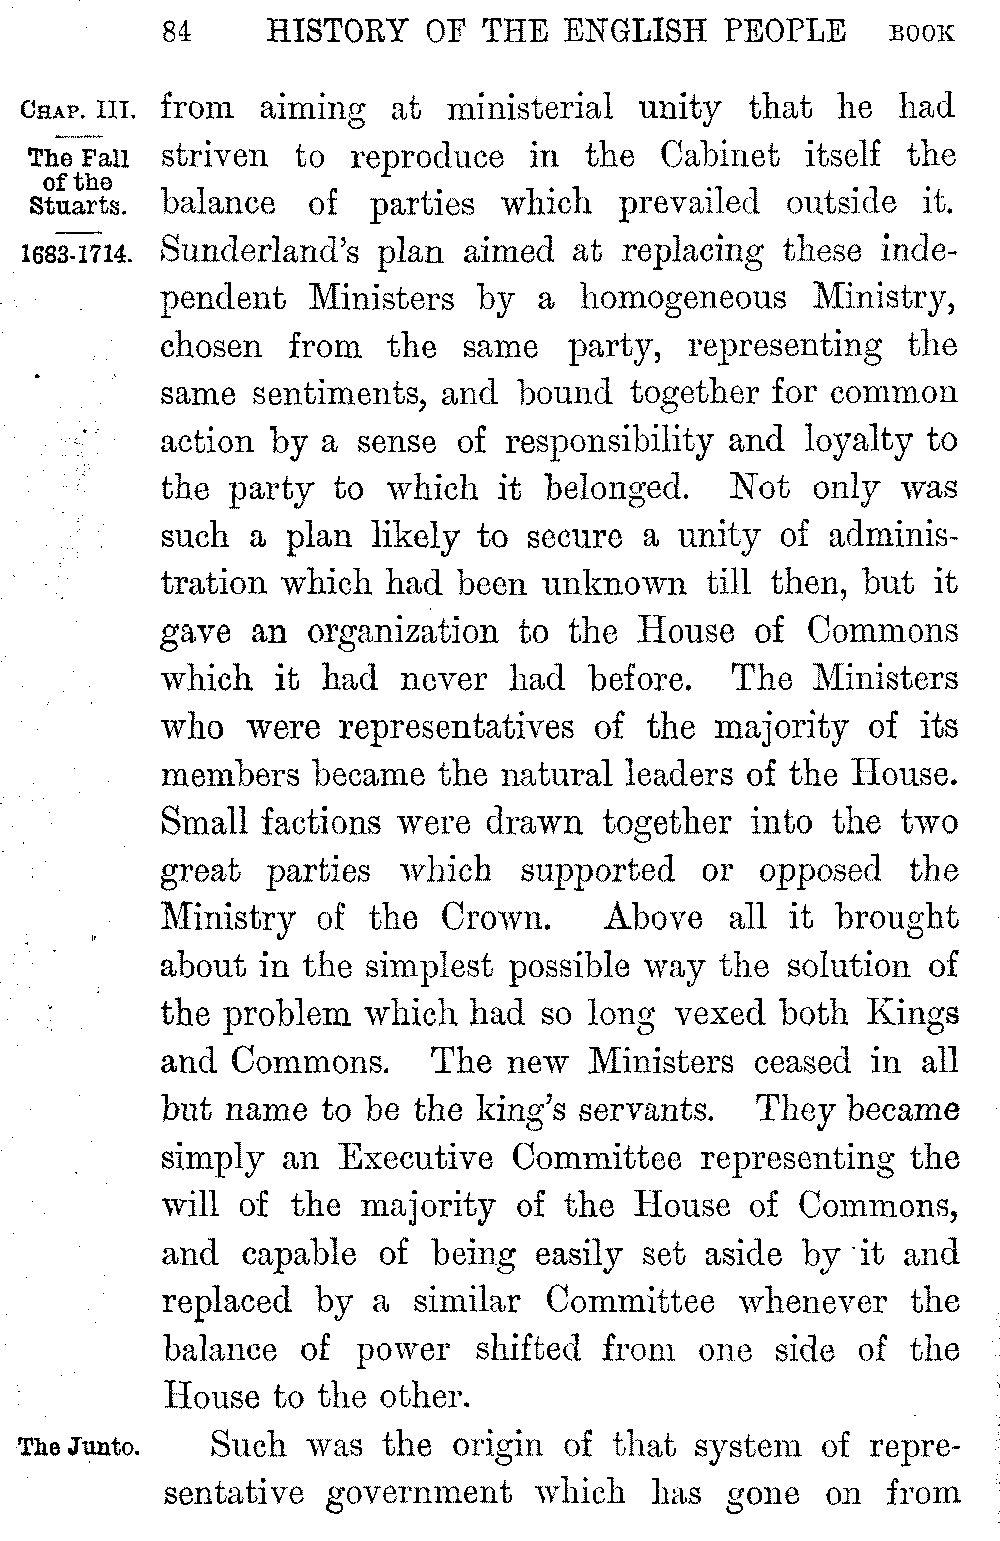 84 HISTORY OF THE ENGLISH PEOPLE BOOK
CHAP. III.
The Fall
of the
Stuarts.
1683-1714.
from aiming at ministerial unity that he had
striven to reproduce in the Cabinet itself the
balance of parties which prevailed outside it.
Sunderland's plan aimed at replacing these inde-
pendent Ministers by a homogeneous Ministry,
chosen from the same party, representing the
same sentiments, and bound together for common
action by a sense of responsibility and loyalty to
the party to which it belonged. Not only was
such a plan likely to secure a unity of adminis-
tration which had been unknown till then, but it
gave an organization to the House of Commons
which it had never had before. The Ministers
who were representatives of the majority of its
members became the natural leaders of the House.
Small factions were drawn together into the two
great parties which supported or opposed the
Ministry of the Crown. Above all it brought
about in the simplest possible way the solution of
the problem which had so long vexed both Kings
and Commons. The new Ministers ceased in all
but name to be the king's servants. They became
simply an Executive Committee representing the
will of the majority of the House of Commons,
and capable of being easily set aside by it and
replaced by a similar Committee whenever the
balance of power shifted from one side of the
House to the other.
The Junto.
Such was the origin of that system of repre-
sentative government which has gone on from